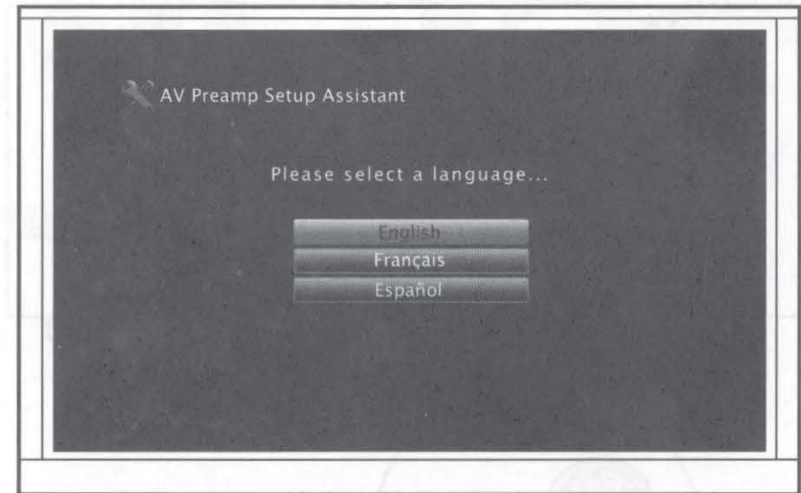 AV Preamp Setup Assistant
Please select a language...
English
Français
Español